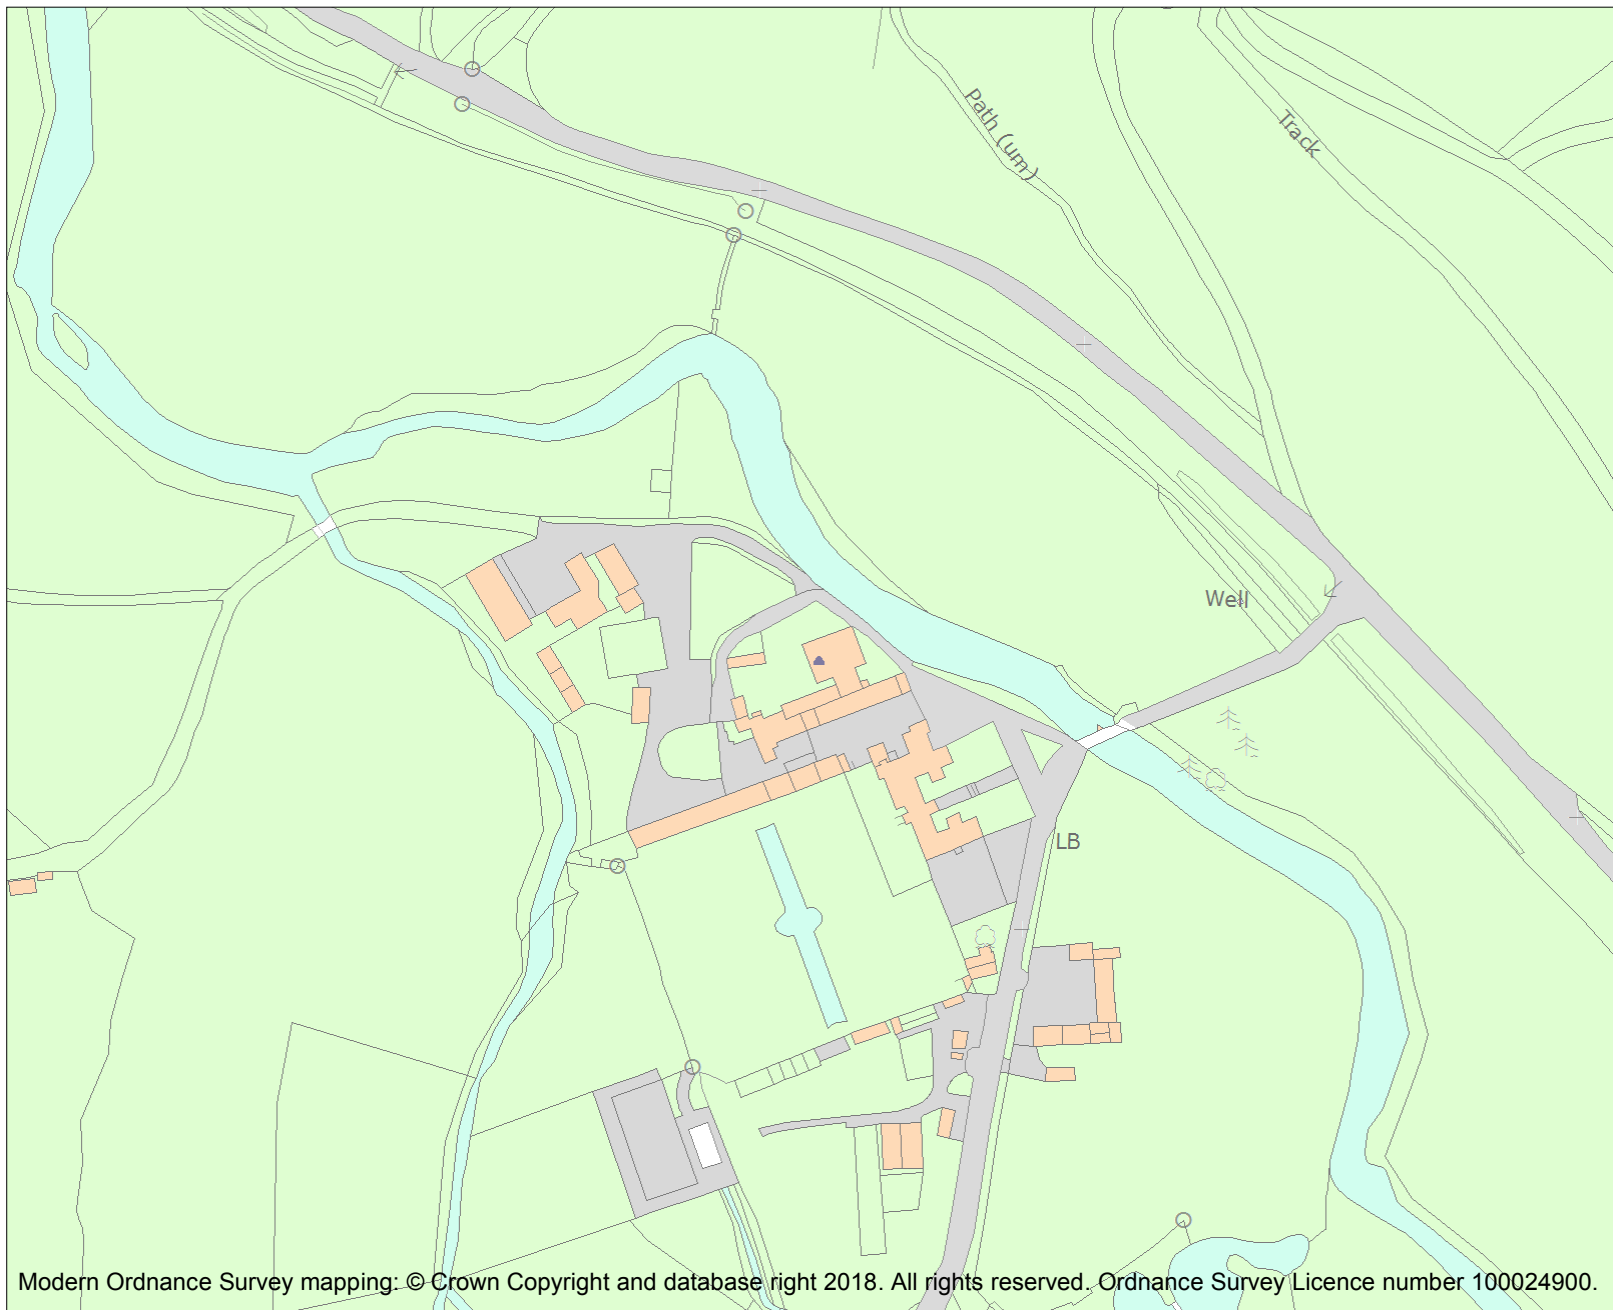 Path (um)
Track
Well
LB
Modern Ordnance Survey mapping: © Crown Copyright and database right 2018. All rights reserved. Ordnance Survey Licence number 100024900.